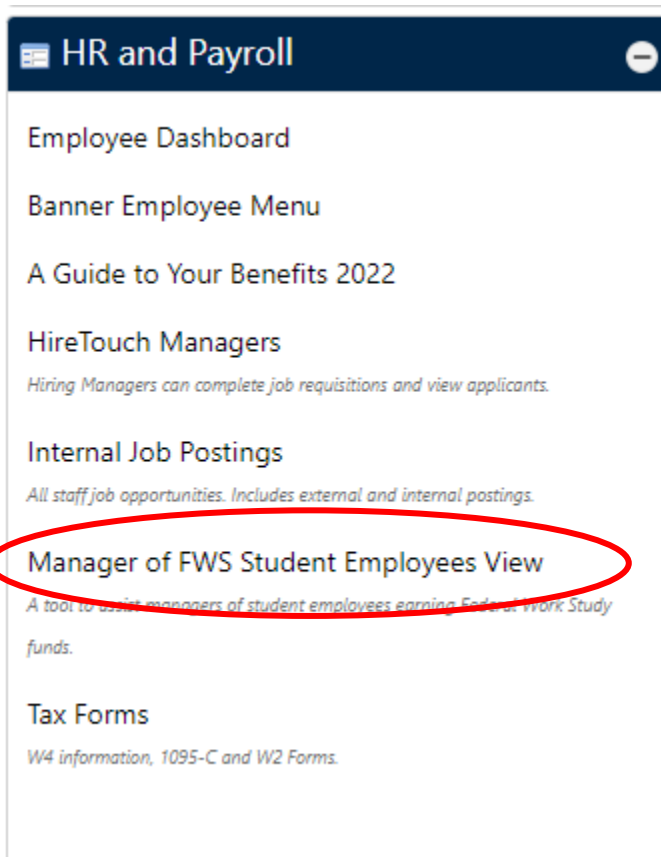 HR and Payroll
Employee Dashboard
Banner Employee Menu
A Guide to Your Benefits 2022
HireTouch Managers
Hiring Managers can complete job requisitions and view applicants.
Internal Job Postings
All staff job opportunities. Includes external and internal postings.
Manager of FWS Student Employees View
A tool to assist managers of student employees earning Federal Work Study
funds.
Tax Forms
W4 information, 1095-C and W2 Forms.